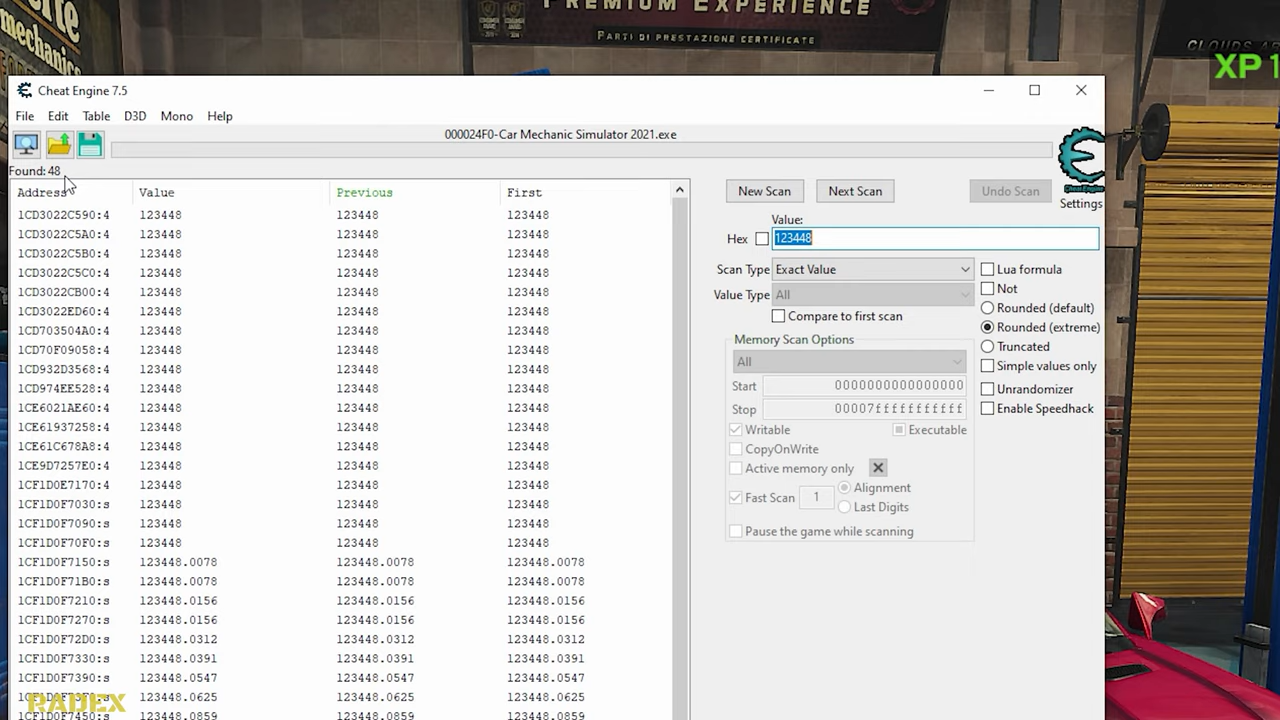 PREMIUM EXPERIENCE
PARTI DI PRESTAZIONE CERTIFICATE
mechanics
XP 1
Cheat Engine 7.5
File Edit Table D3D Mono Help
000024F0-Car Mechanic Simulator 2021.exe
Found: 48
Address Value Previous First
1CD3022C590:4 123448 123448 123448
1CD3022C5A0:4 123448 123448 123448
1CD3022C5B0:4 123448 123448 123448
1CD3022C5C0:4 123448 123448 123448
1CD3022CB00:4 123448 123448 123448
1CD3022ED60:4 123448 123448 123448
1CD703504A0:4 123448 123448 123448
1CD70F09058:4 123448 123448 123448
1CD932D3568:4 123448 123448 123448
1CD974EE528:4 123448 123448 123448
1CE6021AE60:4 123448 123448 123448
1CE61937258:4 123448 123448 123448
1CE61C678A8:4 123448 123448 123448
1CE9D7257E0:4 123448 123448 123448
1CF1D0E7170:4 123448 123448 123448
1CF1D0F7030:s 123448 123448 123448
1CF1D0F7090:s 123448 123448 123448
1CF1D0F70F0:s 123448 123448 123448
1CF1D0F7150:s 123448.0078 123448.0078 123448.0078
1CF1D0F71B0:s 123448.0078 123448.0078 123448.0078
1CF1D0F7210:s 123448.0156 123448.0156 123448.0156
1CF1D0F7270:s 123448.0156 123448.0156 123448.0156
1CF1D0F72D0:s 123448.0312 123448.0312 123448.0312
1CF1D0F7330:s 123448.0391 123448.0391 123448.0391
1CF1D0F7390:s 123448.0547 123448.0547 123448.0547
123448.0625 123448.0625 123448.0625
1CF1D0F7450:s 123448.0859 123448.0859 123448.0859
RADEX
New Scan Next Scan Undo Scan
Cheat Engine
Settings
Value:
Hex 123448
Scan Type Exact Value
Value Type All
Compare to first scan
Lua formula
Not
Rounded (default)
Rounded (extreme)
Truncated
Simple values only
Unrandomizer
Enable Speedhack
Memory Scan Options
All
Start 0000000000000000
Stop 00007fffffffffff
Writable Executable
CopyOnWrite
Active memory only
Fast Scan 1 Alignment
Last Digits
Pause the game while scanning